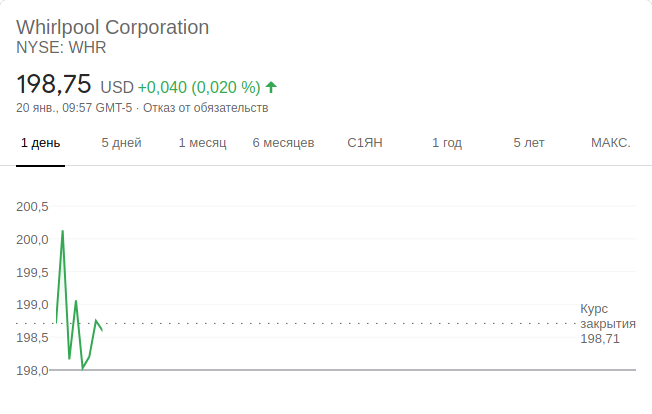 Whirlpool Corporation
NYSE: WHR
198,75 USD +0,040 (0,020 %)
20 янв., 09:57 GMT-5 · Отказ от обязательств
1 день 5 дней 1 месяц 6 месяцев С1ЯН 1 год 5 лет МАКС.
200,5
200,0
199,5
199,0
198,5
198,0
Курс
закрытия
198,71